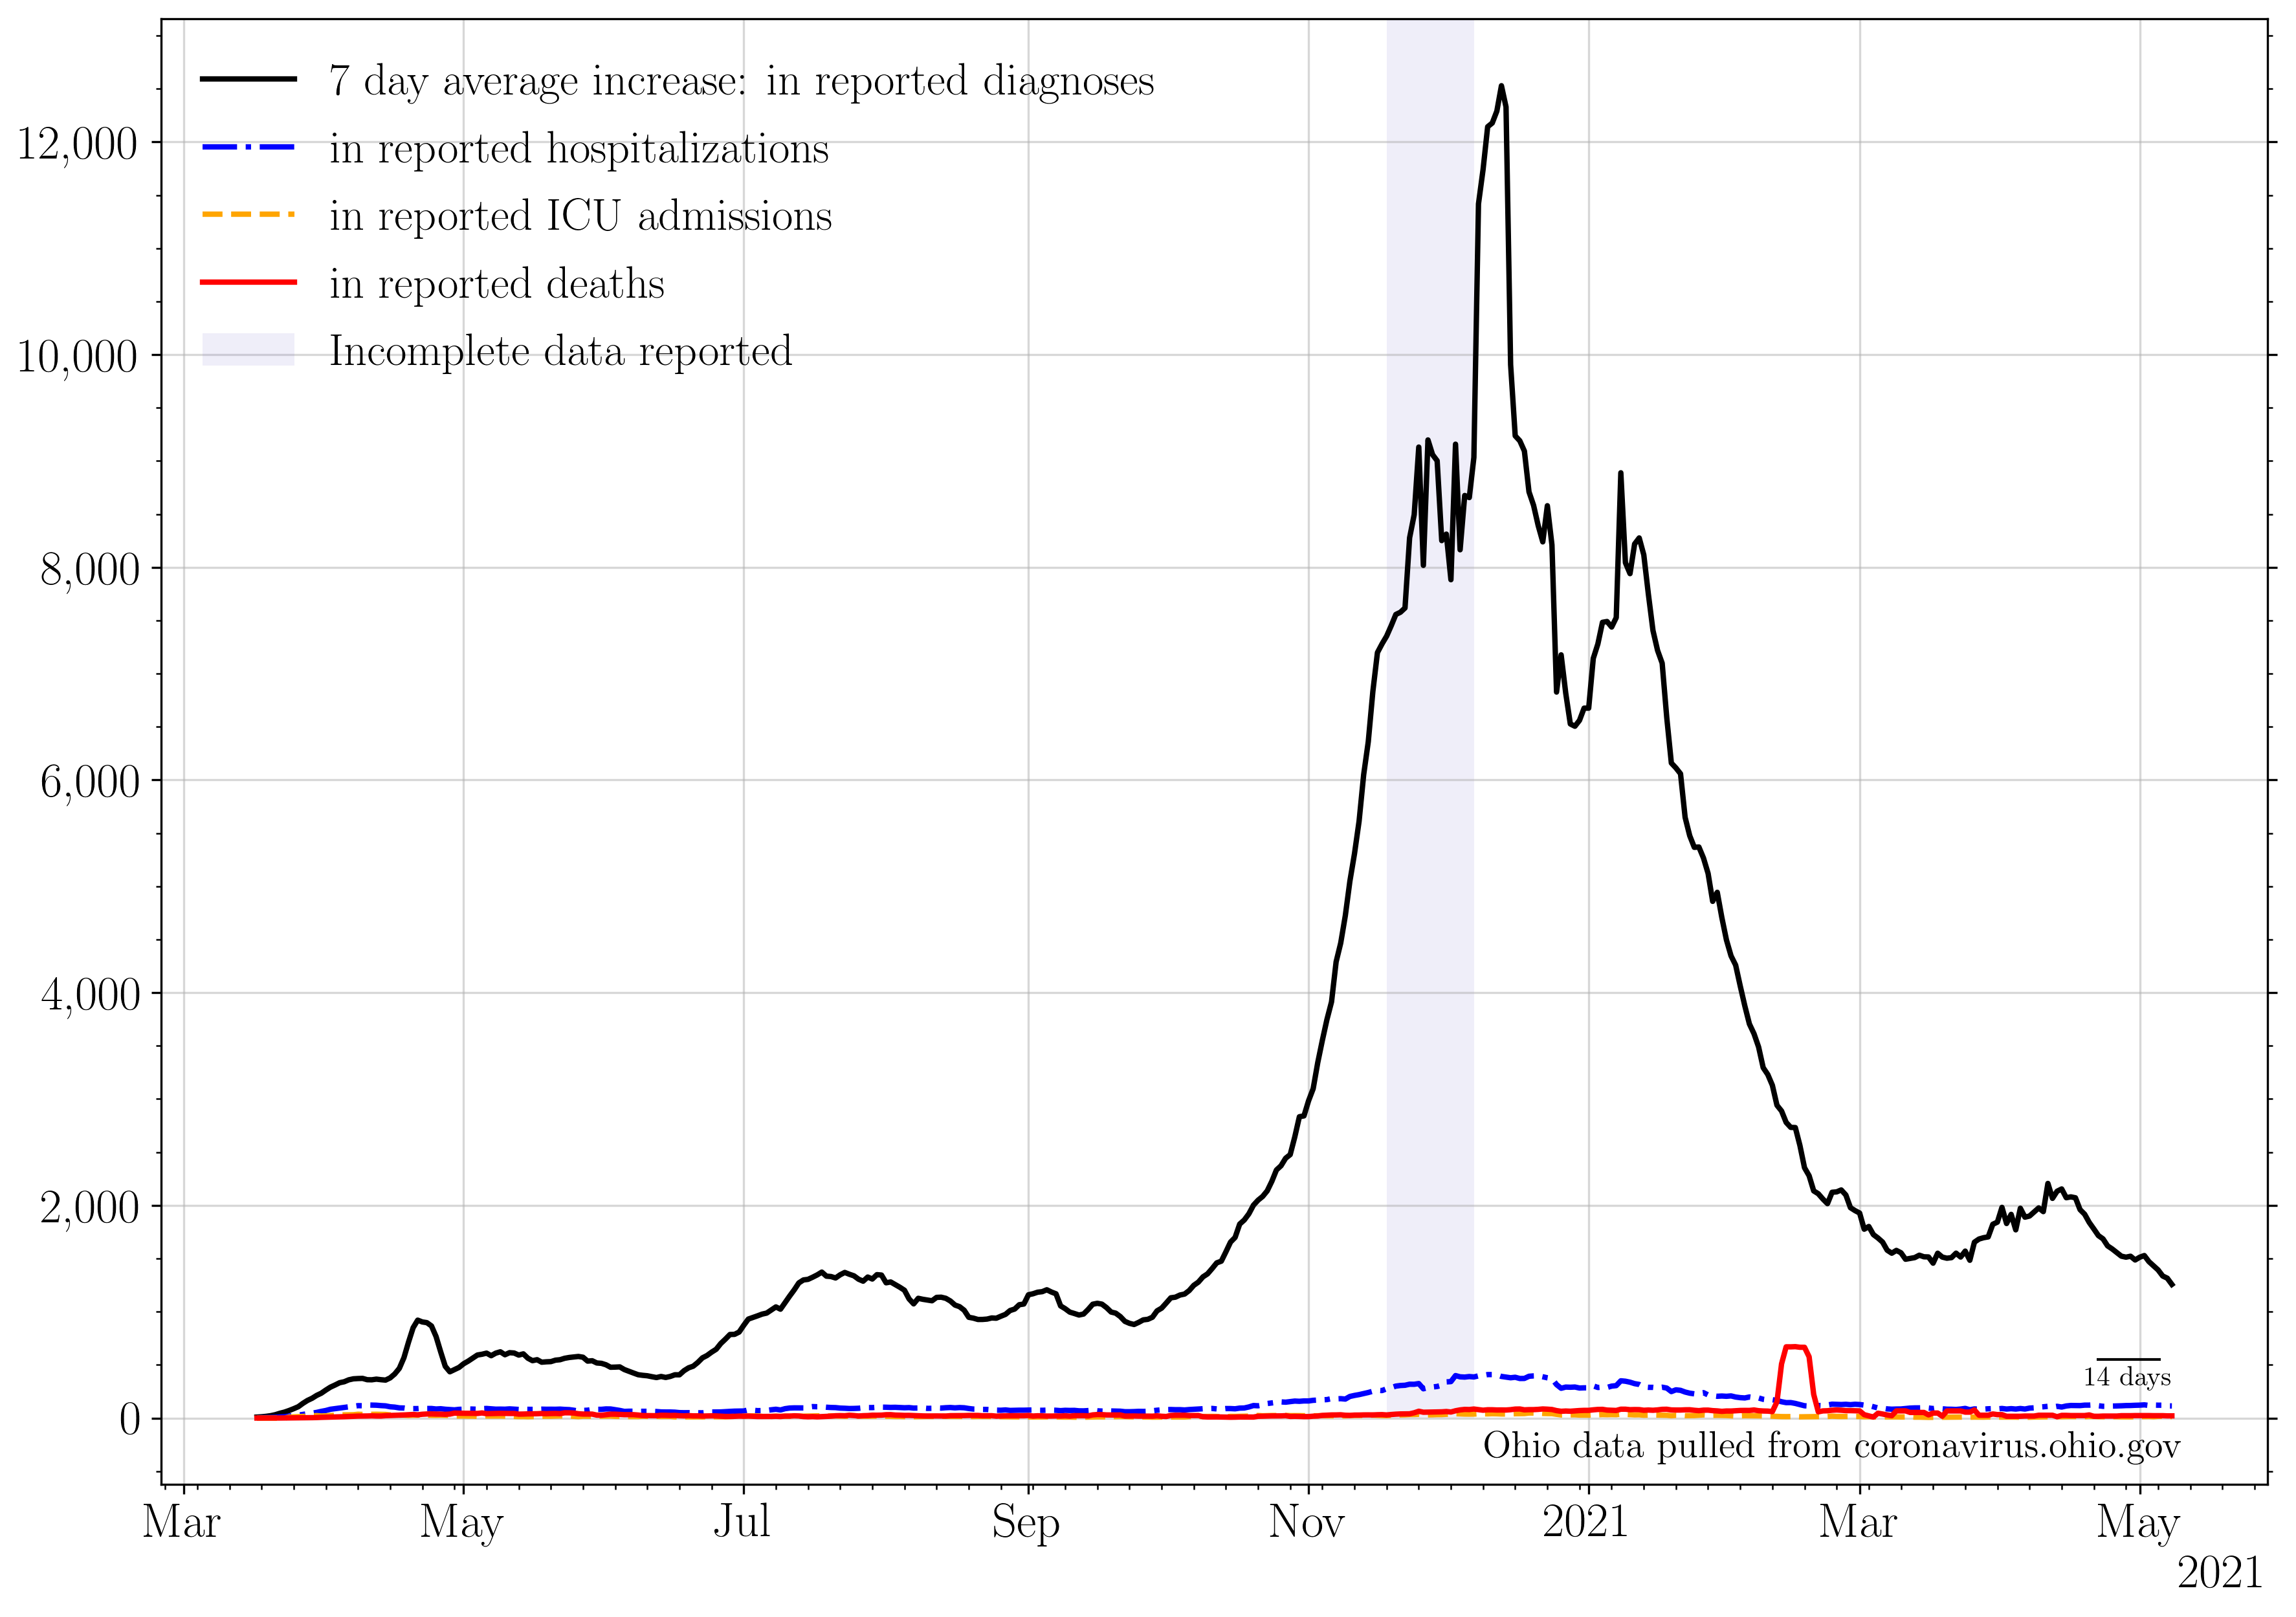 7 day average increase: in reported diagnoses
in reported hospitalizations
in reported ICU admissions
in reported deaths
Incomplete data reported
12,000
10,000
8,000
6,000
4,000
2,000
0
14 days
Ohio data pulled from coronavirus.ohio.gov
Mar May Jul Sep Nov 2021 Mar May
2021